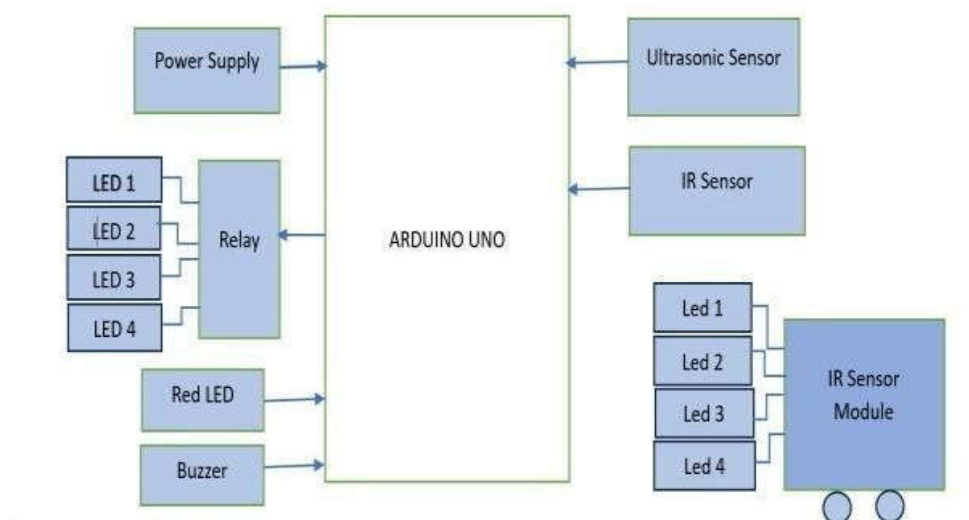 Power Supply
Ultrasonic Sensor
LED 1
LED 2
LED 3
LED 4
Relay
ARDUINO UNO
IR Sensor
Red LED
Buzzer
Led 1
Led 2
Led 3
Led 4
IR Sensor
Module